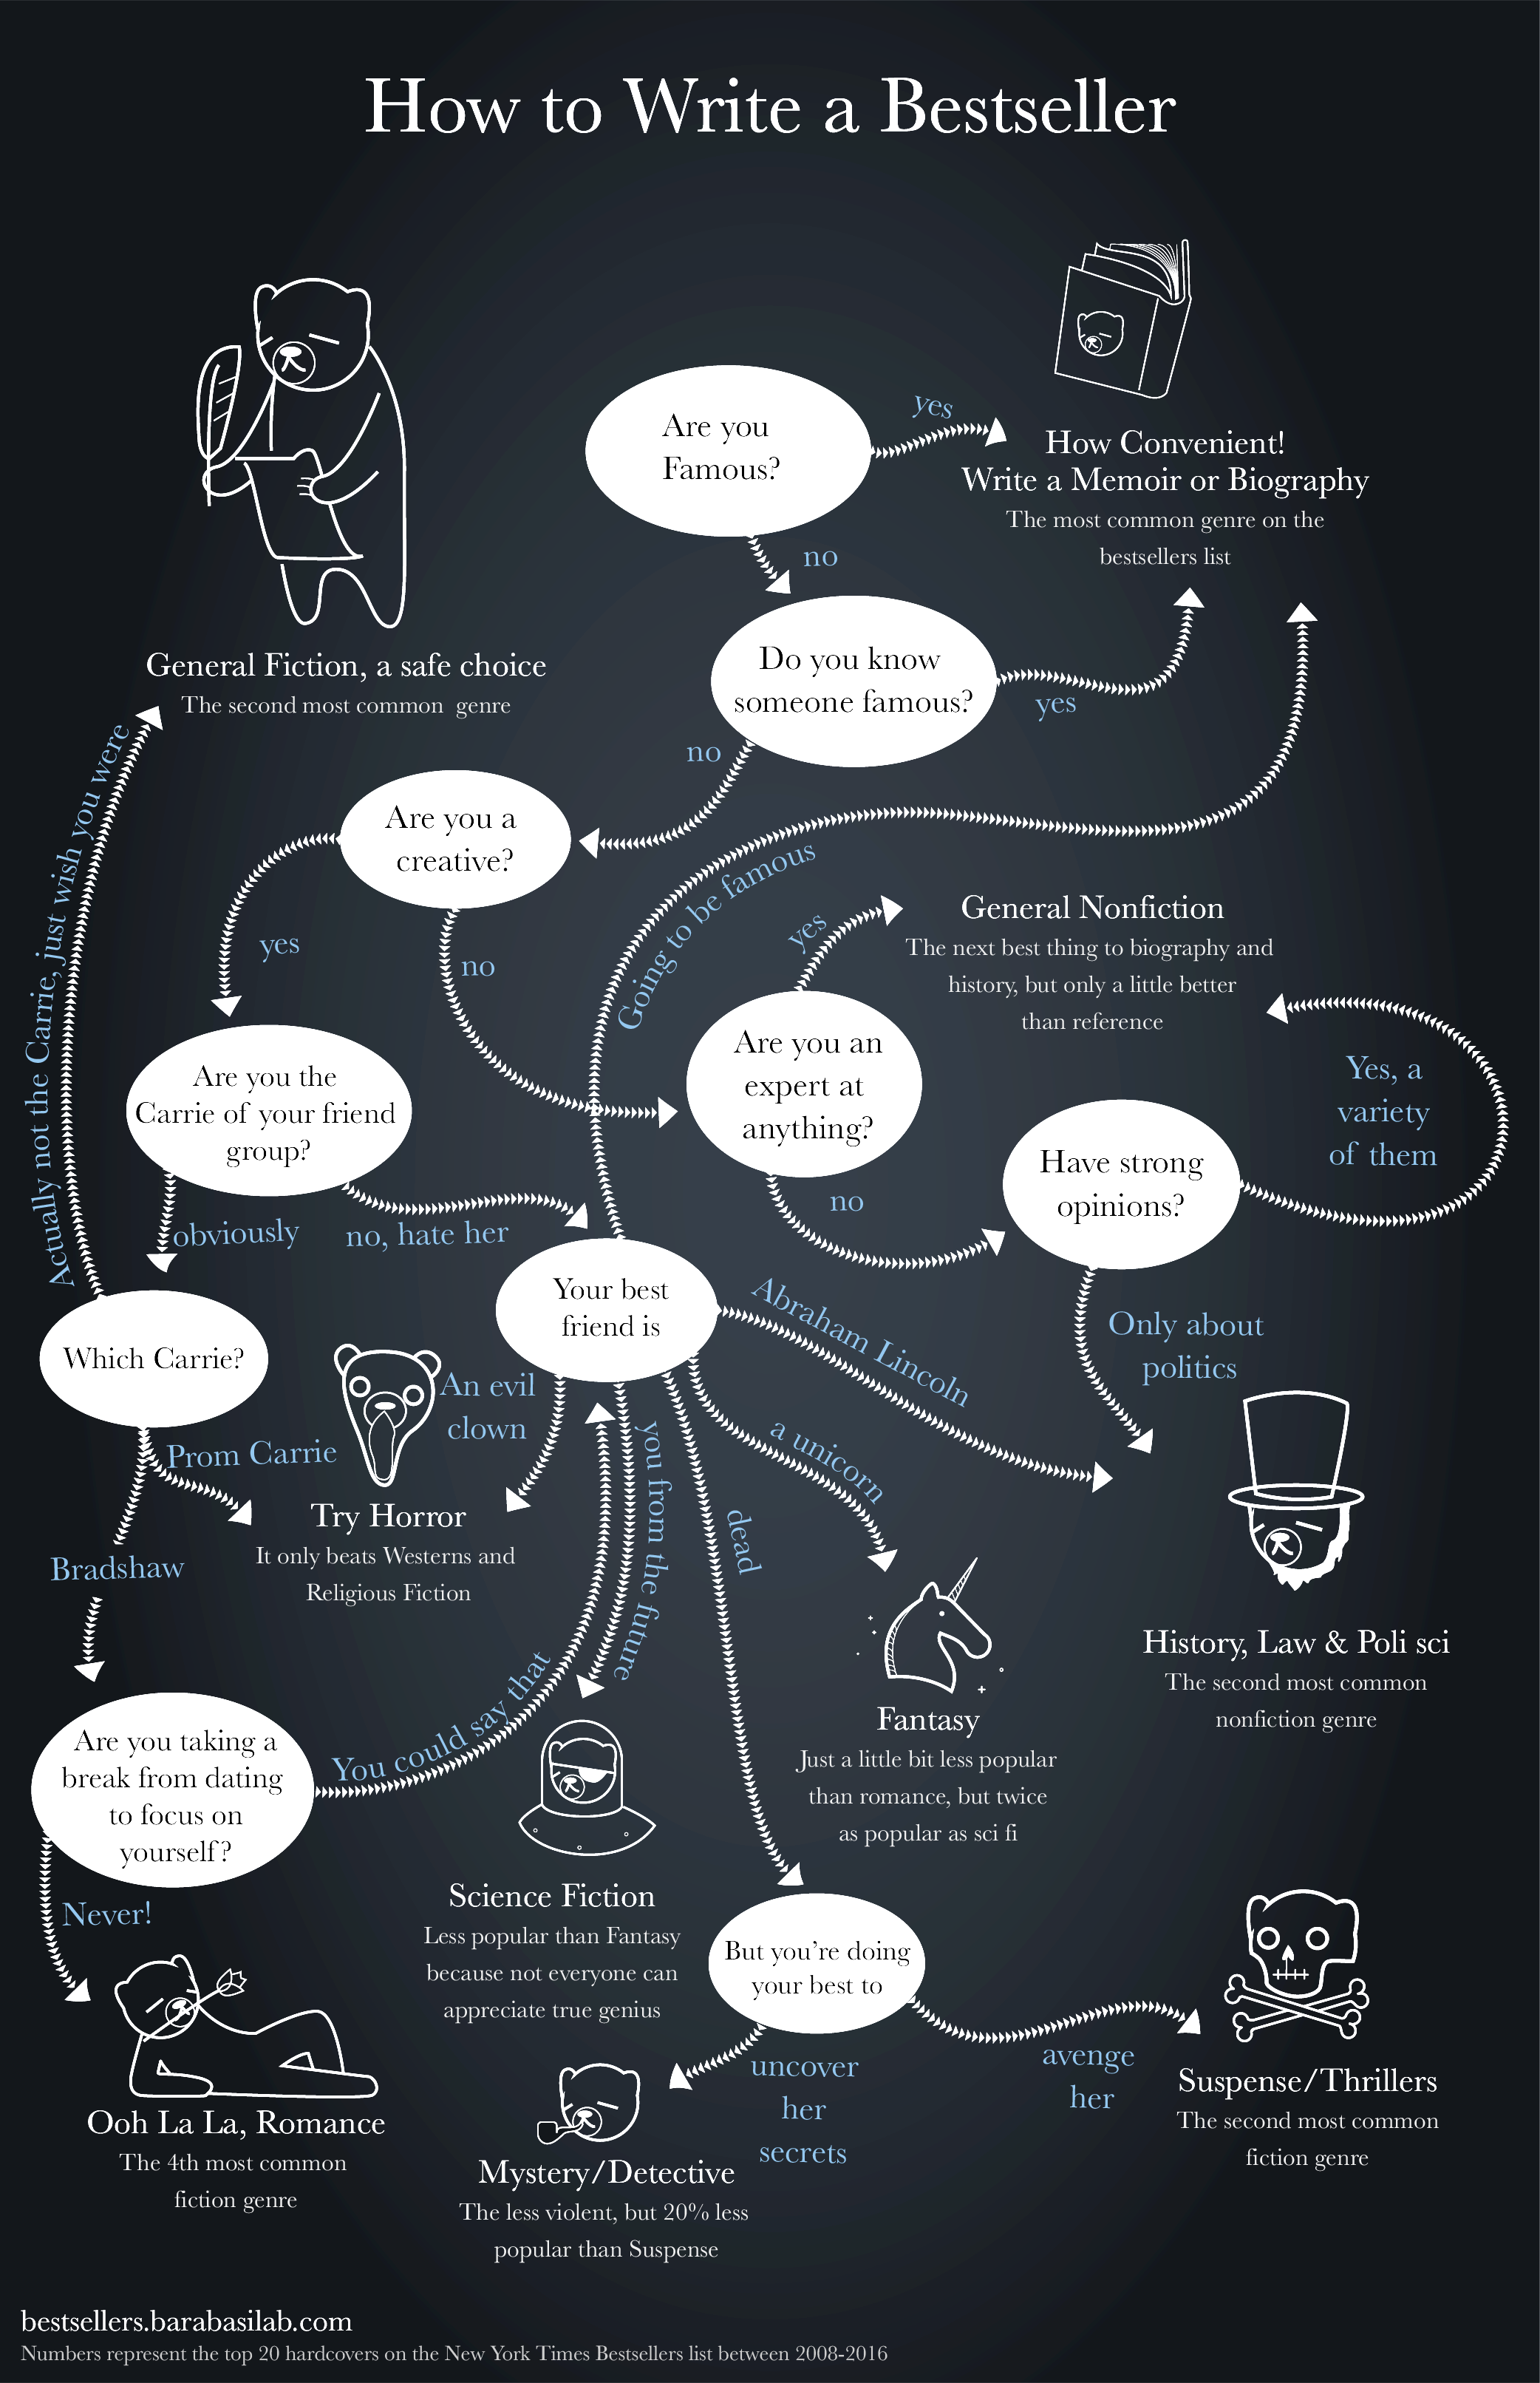 How to Write a Bestseller
Are you
Famous?
yes
How Convenient!
Write a Memoir or Biography
The most common genre on the
bestsellers list
no
Do you know
someone famous?
yes
General Fiction, a safe choice
The second most common genre
no
Are you a
creative?
Actually not the Carrie, just wish you were
yes
no
Going to be famous
yes
General Nonfiction
The next best thing to biography and
history, but only a little better
than reference
Are you an
expert at
anything?
Yes, a
variety
of them
Are you the
Carrie of your friend
group?
Have strong
opinions?
no
obviously
no, hate her
Your best
friend is
Abraham Lincoln
Only about
politics
Which Carrie?
An evil
clown
Prom Carrie
you from the future
a unicorn
dead
Try Horror
It only beats Westerns and
Religious Fiction
Bradshaw
History, Law & Poli sci
The second most common
nonfiction genre
You could say that
Fantasy
Just a little bit less popular
than romance, but twice
as popular as sci fi
Are you taking a
break from dating
to focus on
yourself?
Never!
Science Fiction
Less popular than Fantasy
because not everyone can
appreciate true genius
But you’re doing
your best to
uncover
her
secrets
avenge
her
Suspense/Thrillers
The second most common
fiction genre
Ooh La La, Romance
The 4th most common
fiction genre
Mystery/Detective
The less violent, but 20% less
popular than Suspense
bestsellers.barabasilab.com
Numbers represent the top 20 hardcovers on the New York Times Bestsellers list between 2008-2016